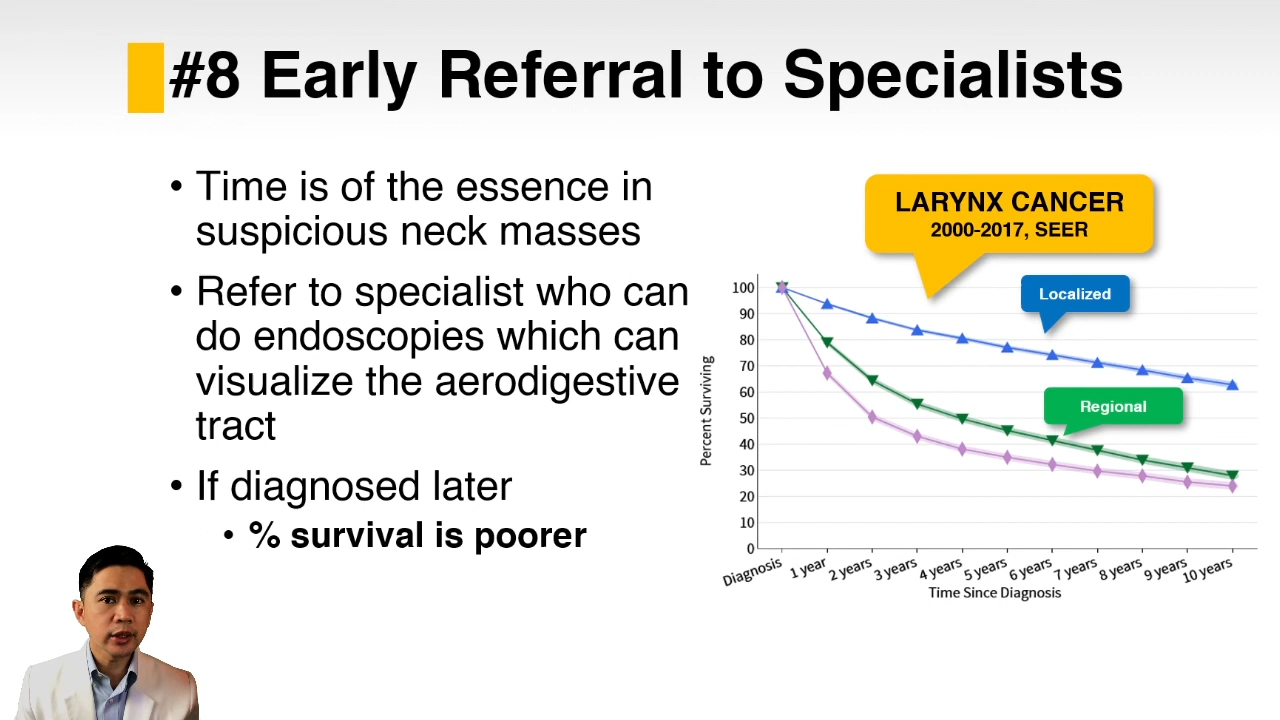 #8 Early Referral to Specialists
• Time is of the essence in
suspicious neck masses
• Refer to specialist who can
do endoscopies which can
visualize the aerodigestive
tract
• If diagnosed later
• % survival is poorer
LARYNX CANCER
2000-2017, SEER
Localized
Regional
Percent Surviving
100
90
80
70
60
50
40
30
20
10
0
Diagnosis
1 year
2 years
3 years
4 years
5 years
6 years
7 years
8 years
9 years
10 years
Time Since Diagnosis